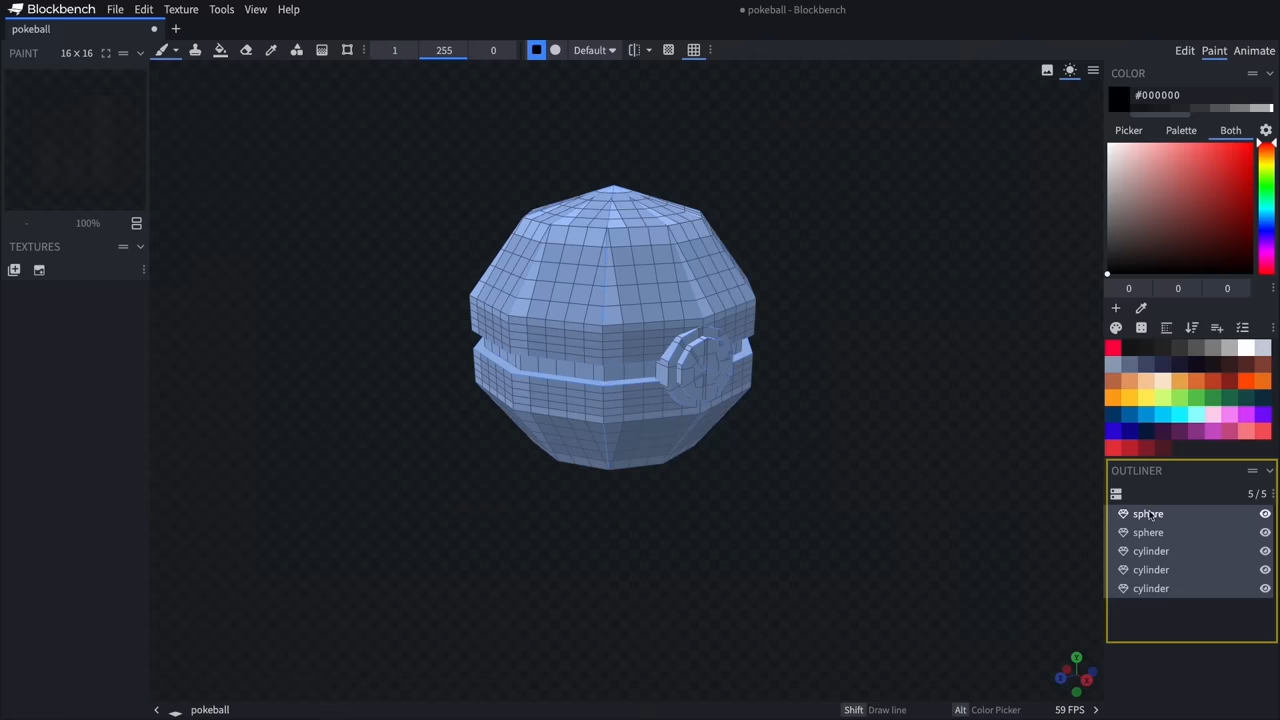 Blockbench File Edit Texture Tools View Help
pokeball - Blockbench
pokeball
PAINT 16 × 16
1 255 0 Default
Edit Paint Animate
COLOR
#000000
Picker Palette Both
- 100%
TEXTURES
0 0 0
OUTLINER
5 / 5
sphere
sphere
cylinder
cylinder
cylinder
Y
Z
X
pokeball
Shift Draw line Alt Color Picker 59 FPS